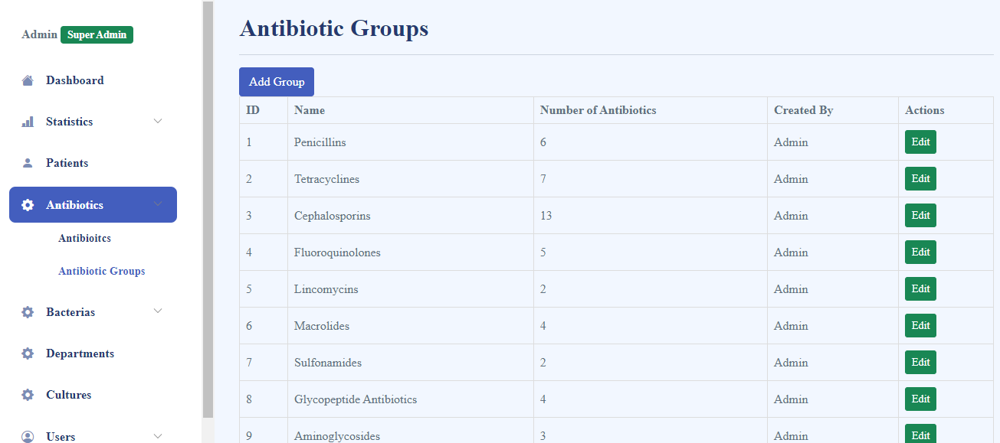 Admin Super Admin
Dashboard
Statistics
Patients
Antibiotics
Antibioitcs
Antibiotic Groups
Bacterias
Departments
Cultures
Users
Antibiotic Groups
Add Group
ID Name Number of Antibiotics Created By Actions
1 Penicillins 6 Admin Edit
2 Tetracyclines 7 Admin Edit
3 Cephalosporins 13 Admin Edit
4 Fluoroquinolones 5 Admin Edit
5 Lincomycins 2 Admin Edit
6 Macrolides 4 Admin Edit
7 Sulfonamides 2 Admin Edit
8 Glycopeptide Antibiotics 4 Admin Edit
9 Aminoglycosides 3 Admin Edit